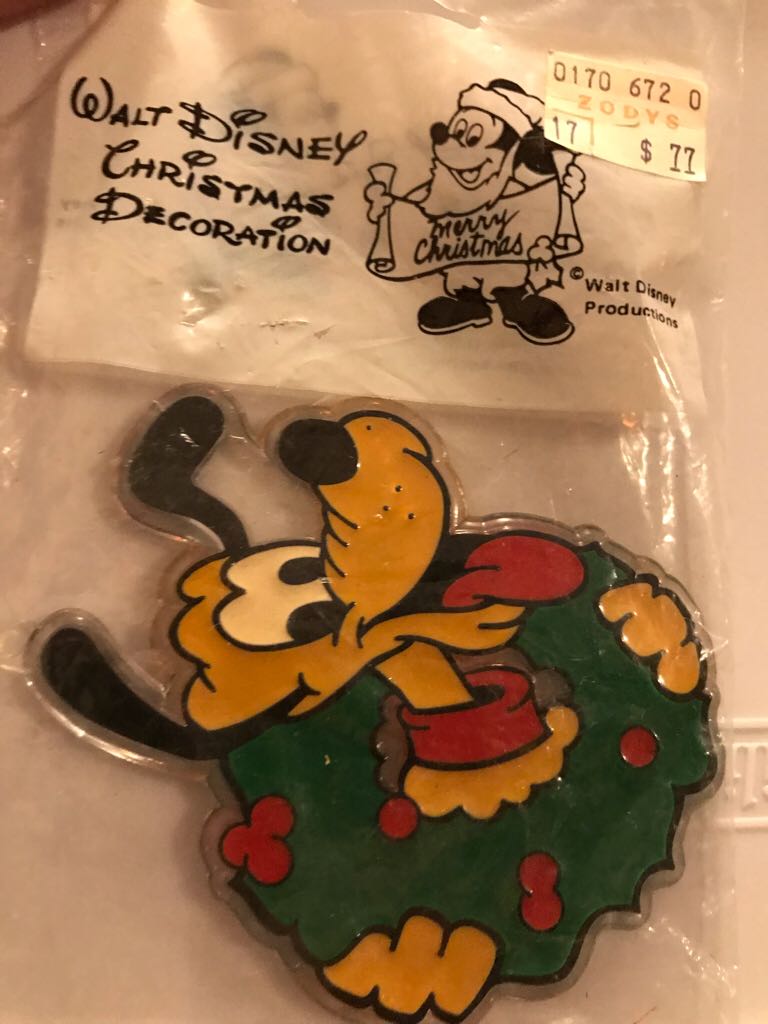 WALT DISNEY
CHRISTMAS
DECORATION
Merry
Christmas
© Walt Disney
Productions
0170 672 0
ZODYS
17
$ 77